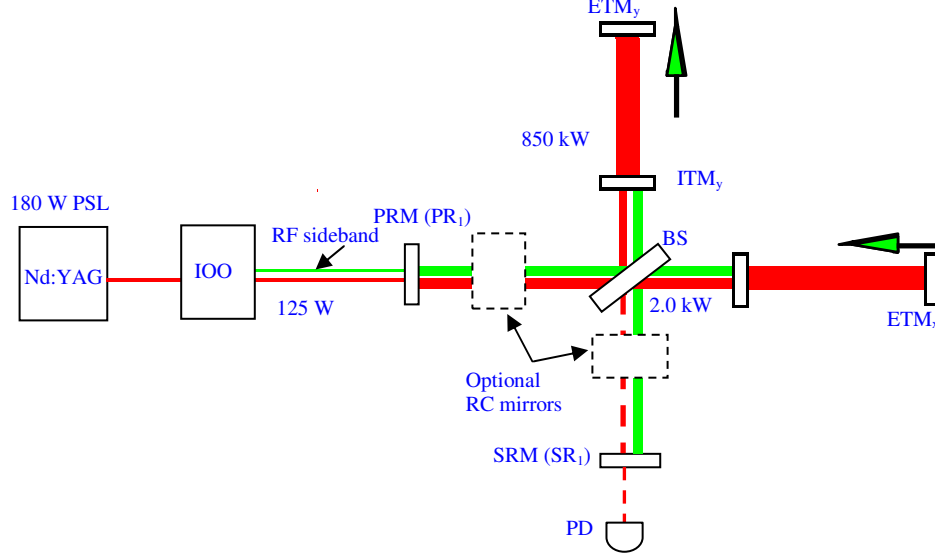 ETMy
850 kW
ITMy
180 W PSL
PRM (PR1)
RF sideband
BS
Nd:YAG
IOO
125 W
2.0 kW
ETM
Optional
RC mirrors
SRM (SR1)
PD